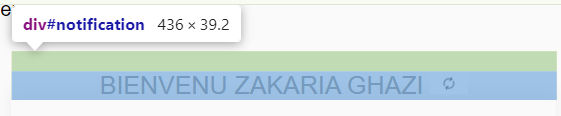 e
div#notification 436 × 39.2
BIENVENU ZAKARIA GHAZI